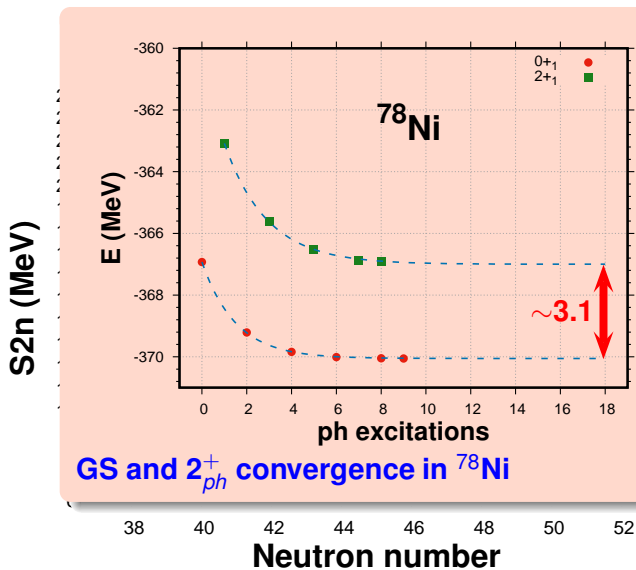 -360
-362
-364
-366
-368
-370
E (MeV)
0+₁
2+₁
⁷⁸Ni
~3.1
0 2 4 6 8 10 12 14 16 18
ph excitations
GS and 2⁺ₚₕ convergence in ⁷⁸Ni
S2n (MeV)
38 40 42 44 46 48 50 52
Neutron number